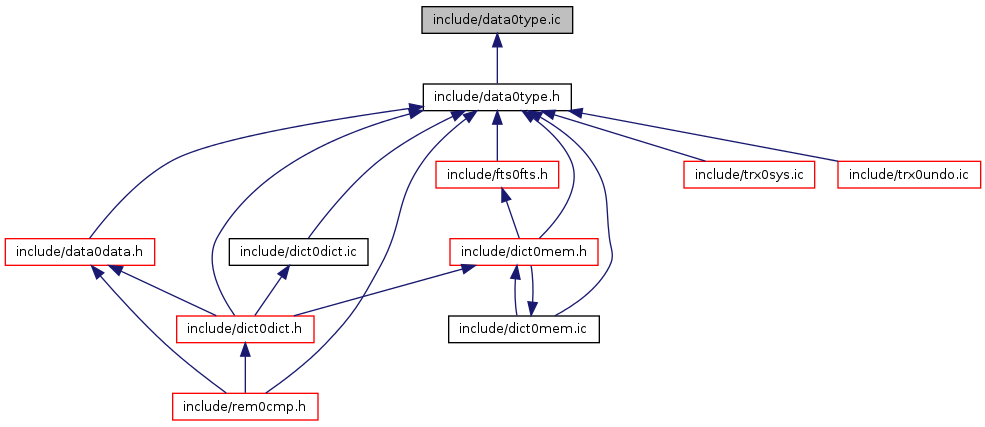 include/data0type.ic
include/data0type.h
include/fts0fts.h
include/trx0sys.ic
include/trx0undo.ic
include/data0data.h
include/dict0dict.ic
include/dict0mem.h
include/dict0dict.h
include/dict0mem.ic
include/rem0cmp.h